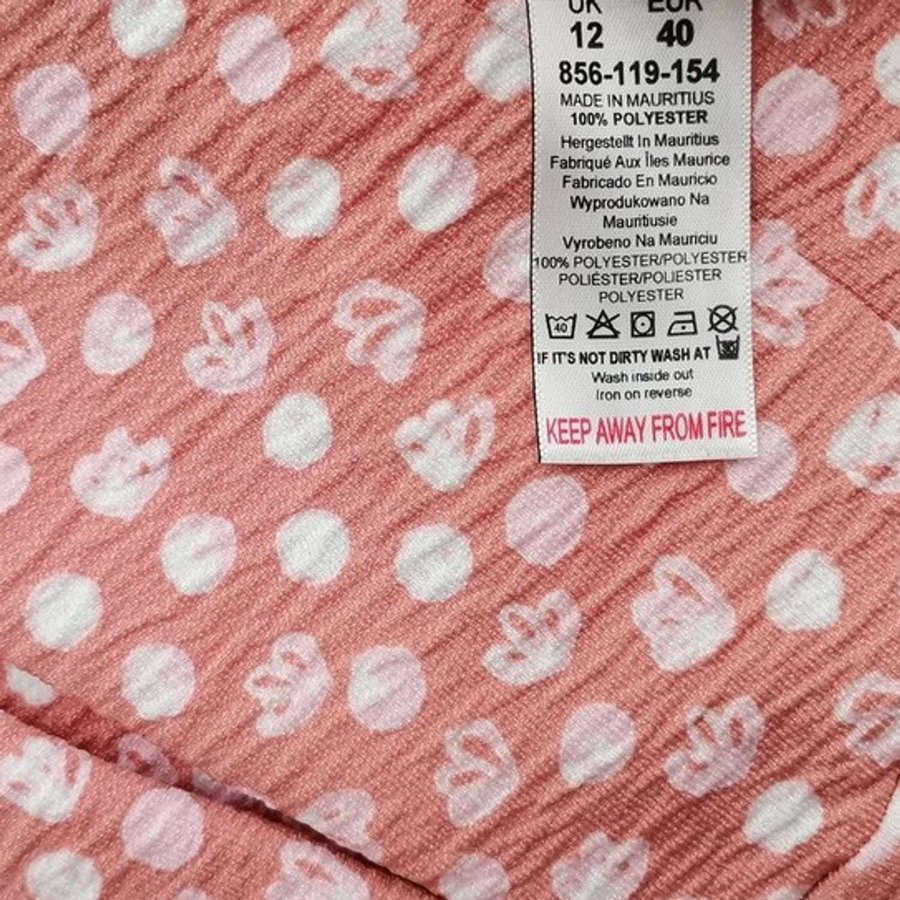 UK EUR
12 40
856-119-154
MADE IN MAURITIUS
100% POLYESTER
Hergestellt In Mauritius
Fabriqué Aux Îles Maurice
Fabricado En Mauricio
Wyprodukowano Na
Mauritiusie
Vyrobeno Na Mauriciu
100% POLYESTER/POLYESTER
POLIÉSTER/POLIESTER
POLYESTER
40
IF IT'S NOT DIRTY WASH AT 30
Wash inside out
Iron on reverse
KEEP AWAY FROM FIRE